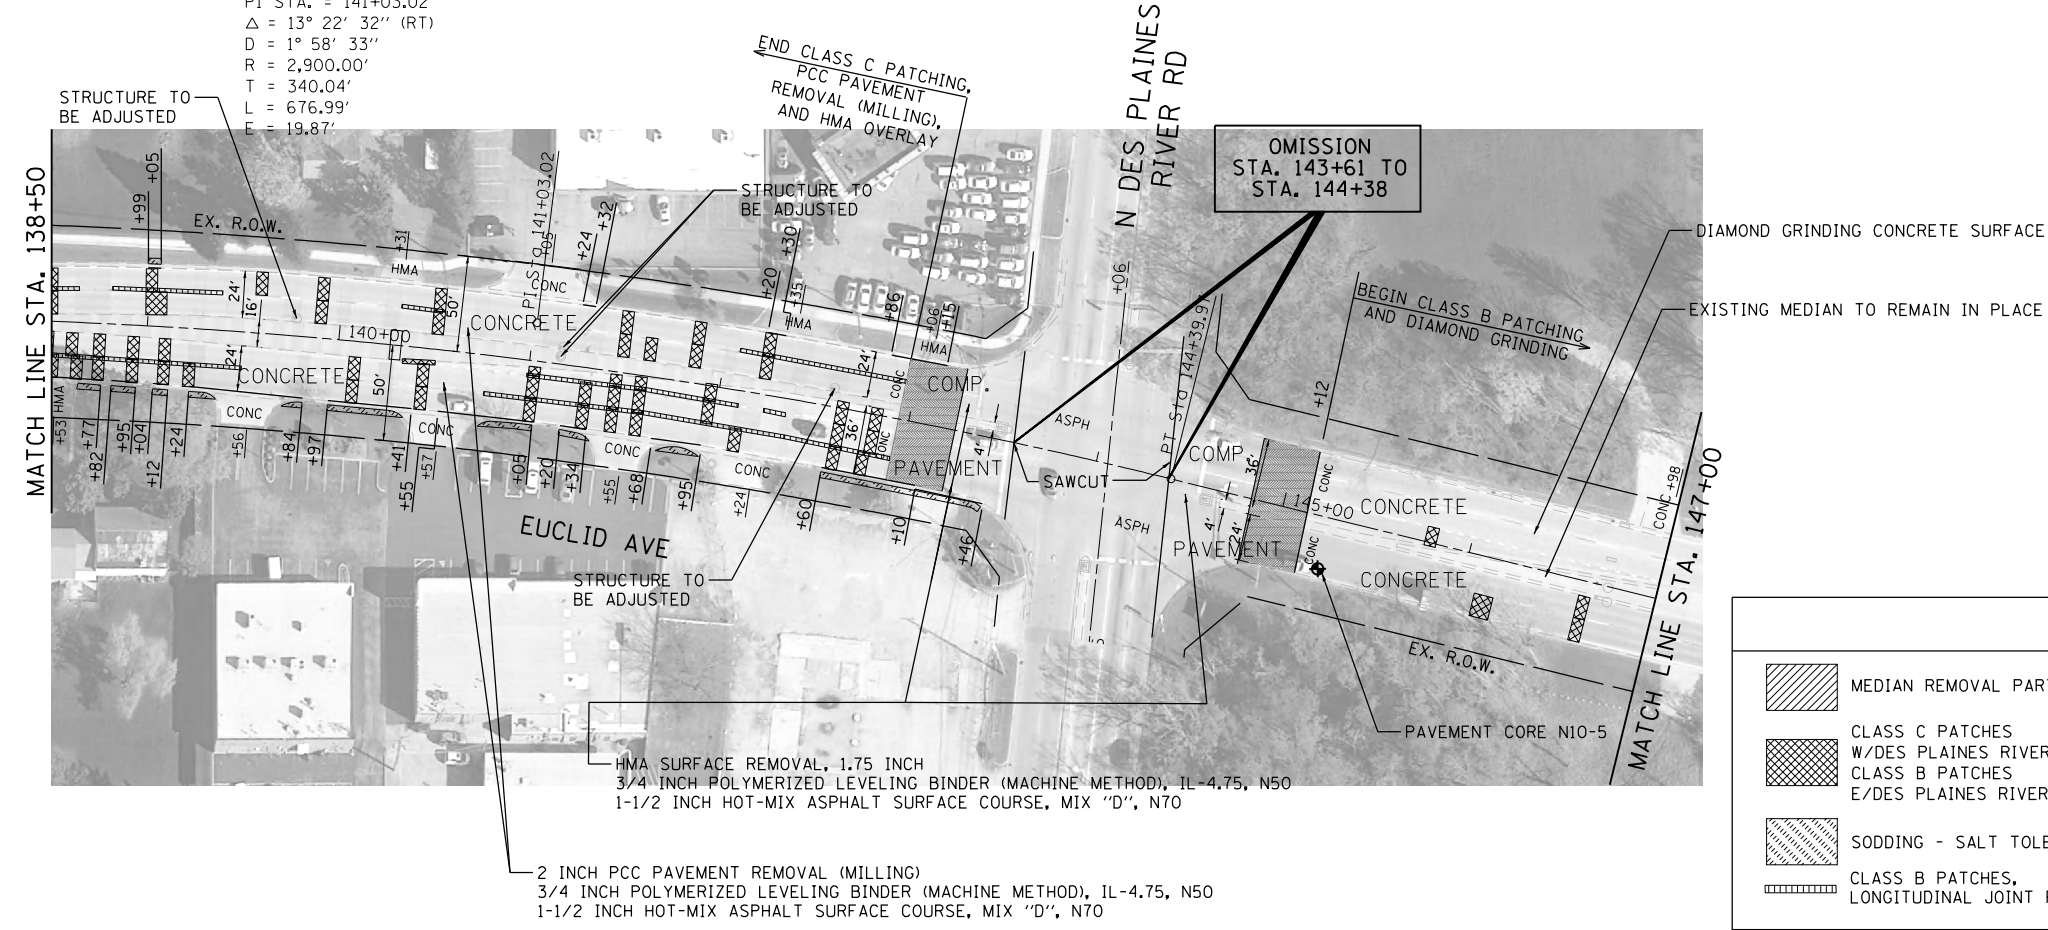 PI STA. = 141+03.02
Δ = 13° 22' 32'' (RT)
D = 1° 58' 33''
R = 2,900.00'
T = 340.04'
L = 676.99'
E = 19.87'
STRUCTURE TO
BE ADJUSTED
END CLASS C PATCHING,
PCC PAVEMENT
REMOVAL (MILLING),
AND HMA OVERLAY
N DES PLAINES
RIVER RD
OMISSION
STA. 143+61 TO
STA. 144+38
MATCH LINE STA. 138+50
+99
+05
EX. R.O.W.
+31
HMA
PI Sta 141+03.02
+05
CONC
+24
+32
STRUCTURE TO
BE ADJUSTED
+20
+30
+35
HMA
+86
+06
+15
HMA
+06
PT Sta 144+39.97
BEGIN CLASS B PATCHING
AND DIAMOND GRINDING
+12
DIAMOND GRINDING CONCRETE SURFACE
EXISTING MEDIAN TO REMAIN IN PLACE
24'
16'
50'
140+00
CONCRETE
24'
CONCRETE
50'
24'
CONC
COMP.
36'
CONC
PAVEMENT
4'
ASPH
SAWCUT
ASPH
COMP.
36'
CONC
145+00
CONCRETE
CONC +98
4'
24'
PAVEMENT
CONC
CONCRETE
MATCH LINE STA. 147+00
HMA
+53
+77
+82
+95
+04
+12
+24
CONC
+56
+84
+97
CONC
+41
+55
+57
+05
+20
+34
CONC
+55
+68
+95
CONC
+24
+60
+10
+46
EUCLID AVE
STRUCTURE TO
BE ADJUSTED
EX. R.O.W.
PAVEMENT CORE N10-5
HMA SURFACE REMOVAL, 1.75 INCH
3/4 INCH POLYMERIZED LEVELING BINDER (MACHINE METHOD), IL-4.75, N50
1-1/2 INCH HOT-MIX ASPHALT SURFACE COURSE, MIX "D", N70
2 INCH PCC PAVEMENT REMOVAL (MILLING)
3/4 INCH POLYMERIZED LEVELING BINDER (MACHINE METHOD), IL-4.75, N50
1-1/2 INCH HOT-MIX ASPHALT SURFACE COURSE, MIX "D", N70
MEDIAN REMOVAL PAR
CLASS C PATCHES
W/DES PLAINES RIVER
CLASS B PATCHES
E/DES PLAINES RIVER
SODDING - SALT TOL
CLASS B PATCHES,
LONGITUDINAL JOINT